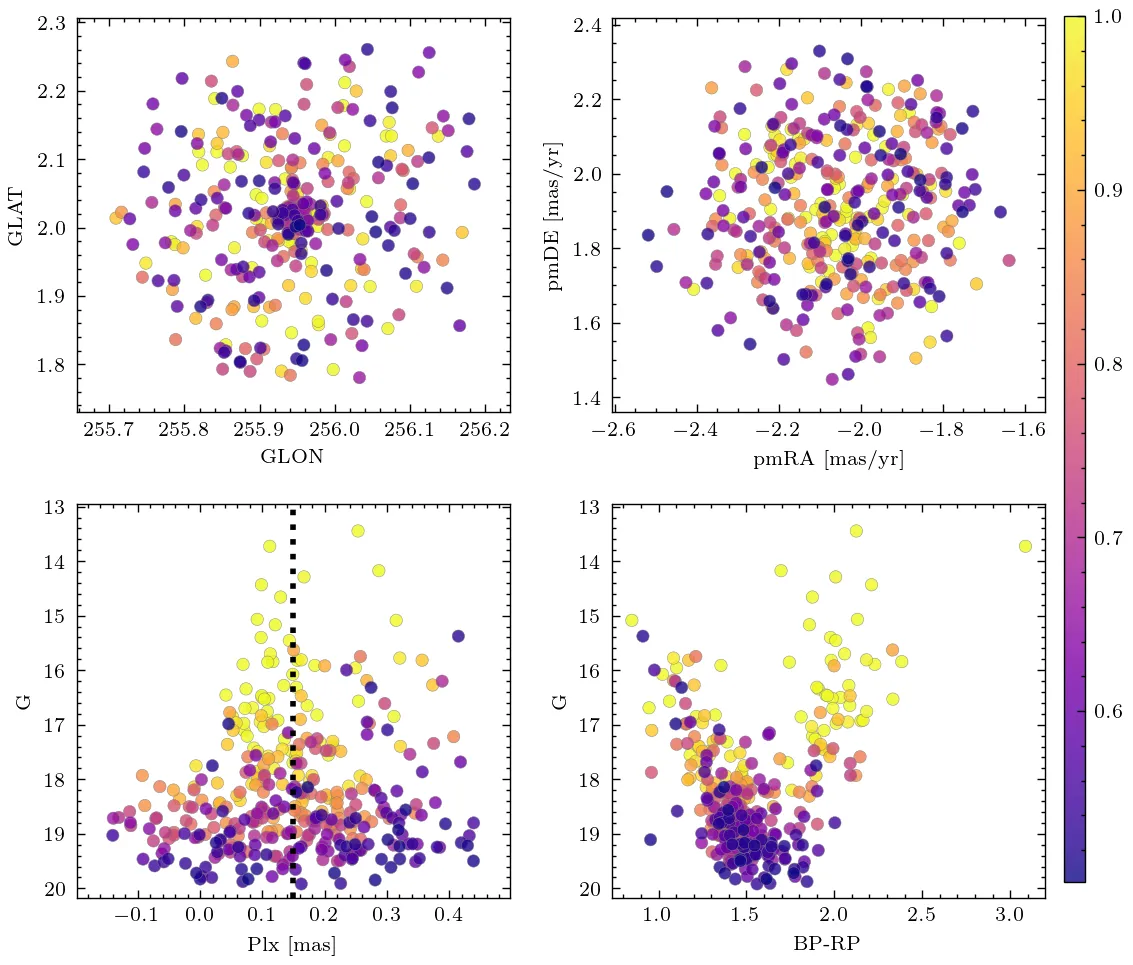 2.3
2.2
2.1
2.0
1.9
1.8
GLAT
255.7 255.8 255.9 256.0 256.1 256.2
GLON
2.4
2.2
2.0
1.8
1.6
1.4
pmDE [mas/yr]
−2.6 −2.4 −2.2 −2.0 −1.8 −1.6
pmRA [mas/yr]
1.0
0.9
0.8
0.7
0.6
13
14
15
16
17
18
19
20
G
−0.1 0.0 0.1 0.2 0.3 0.4
Plx [mas]
13
14
15
16
17
18
19
20
G
1.0 1.5 2.0 2.5 3.0
BP-RP